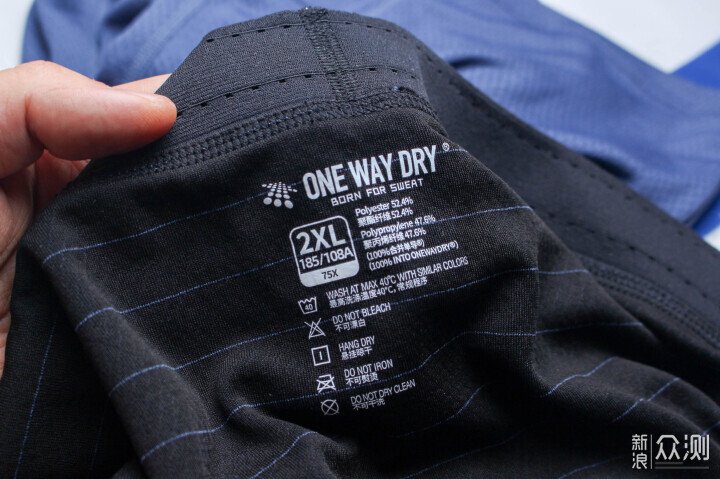 ONE WAY DRY®
BORN FOR SWEAT
2XL
185/108A
75X
Polyester 52.4%
聚酯纤维 52.4%
Polypropylene 47.6%
聚丙烯纤维 47.6%
(100%合并单导®)
(100% INTO ONEWAYDRY®)
40
WASH AT MAX 40°C WITH SIMILAR COLORS
最高洗涤温度40°C, 常规程序
DO NOT BLEACH
不可漂白
HANG DRY
悬挂晾干
DO NOT IRON
不可熨烫
DO NOT DRY CLEAN
不可干洗
新浪
众测